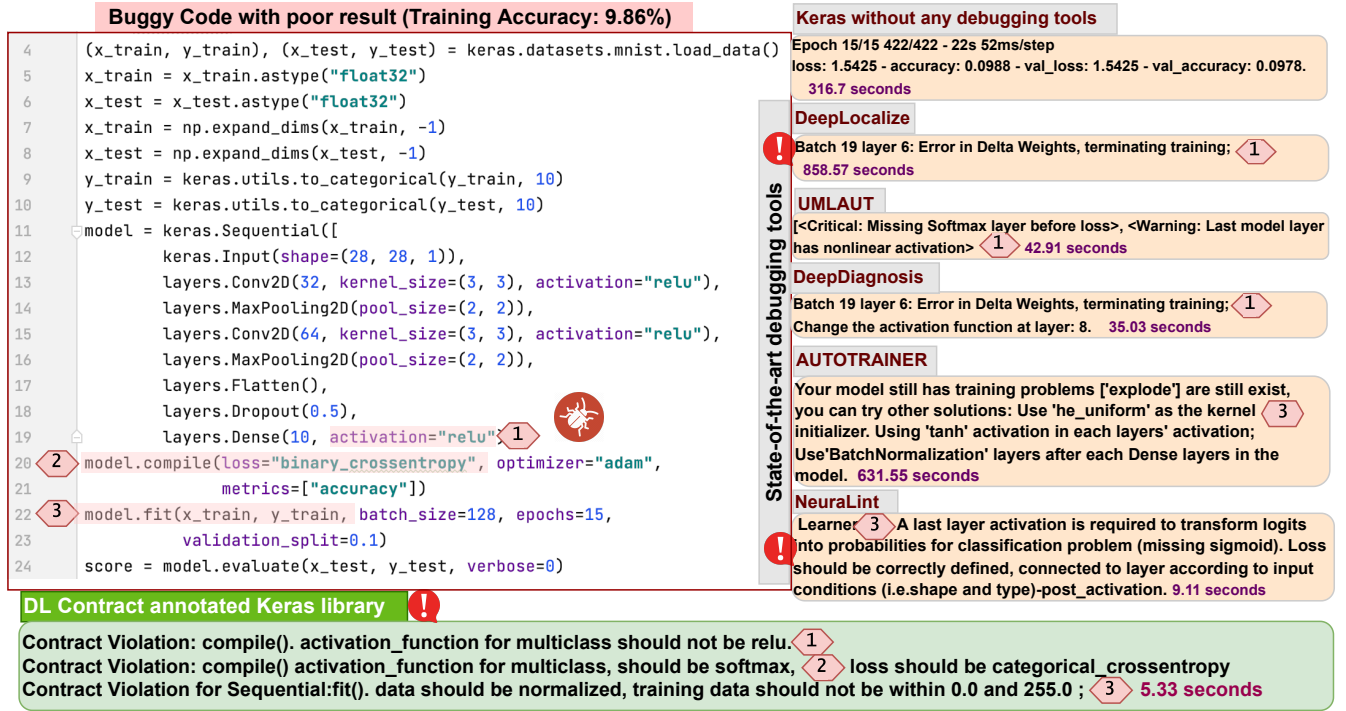 Buggy Code with poor result (Training Accuracy: 9.86%)
4 (x_train, y_train), (x_test, y_test) = keras.datasets.mnist.load_data()
5 x_train = x_train.astype("float32")
6 x_test = x_test.astype("float32")
7 x_train = np.expand_dims(x_train, -1)
8 x_test = np.expand_dims(x_test, -1)
9 y_train = keras.utils.to_categorical(y_train, 10)
10 y_test = keras.utils.to_categorical(y_test, 10)
11 model = keras.Sequential([
12 keras.Input(shape=(28, 28, 1)),
13 layers.Conv2D(32, kernel_size=(3, 3), activation="relu"),
14 layers.MaxPooling2D(pool_size=(2, 2)),
15 layers.Conv2D(64, kernel_size=(3, 3), activation="relu"),
16 layers.MaxPooling2D(pool_size=(2, 2)),
17 layers.Flatten(),
18 layers.Dropout(0.5),
19 layers.Dense(10, activation="relu" 1
20 2 model.compile(loss="binary_crossentropy", optimizer="adam",
21 metrics=["accuracy"])
22 3 model.fit(x_train, y_train, batch_size=128, epochs=15,
23 validation_split=0.1)
24 score = model.evaluate(x_test, y_test, verbose=0)
State-of-the-art debugging tools
Keras without any debugging tools
Epoch 15/15 422/422 - 22s 52ms/step
loss: 1.5425 - accuracy: 0.0988 - val_loss: 1.5425 - val_accuracy: 0.0978.
316.7 seconds
DeepLocalize
Batch 19 layer 6: Error in Delta Weights, terminating training; 1
858.57 seconds
UMLAUT
[<Critical: Missing Softmax layer before loss>, <Warning: Last model layer
has nonlinear activation> 1 42.91 seconds
DeepDiagnosis
Batch 19 layer 6: Error in Delta Weights, terminating training; 1
Change the activation function at layer: 8. 35.03 seconds
AUTOTRAINER
Your model still has training problems ['explode'] are still exist,
you can try other solutions: Use 'he_uniform' as the kernel 3
initializer. Using 'tanh' activation in each layers' activation;
Use'BatchNormalization' layers after each Dense layers in the
model. 631.55 seconds
NeuraLint
Learner 3 A last layer activation is required to transform logits
into probabilities for classification problem (missing sigmoid). Loss
should be correctly defined, connected to layer according to input
conditions (i.e.shape and type)-post_activation. 9.11 seconds
DL Contract annotated Keras library
Contract Violation: compile(). activation_function for multiclass should not be relu. 1
Contract Violation: compile() activation_function for multiclass, should be softmax, 2 loss should be categorical_crossentropy
Contract Violation for Sequential:fit(). data should be normalized, training data should not be within 0.0 and 255.0 ; 3 5.33 seconds